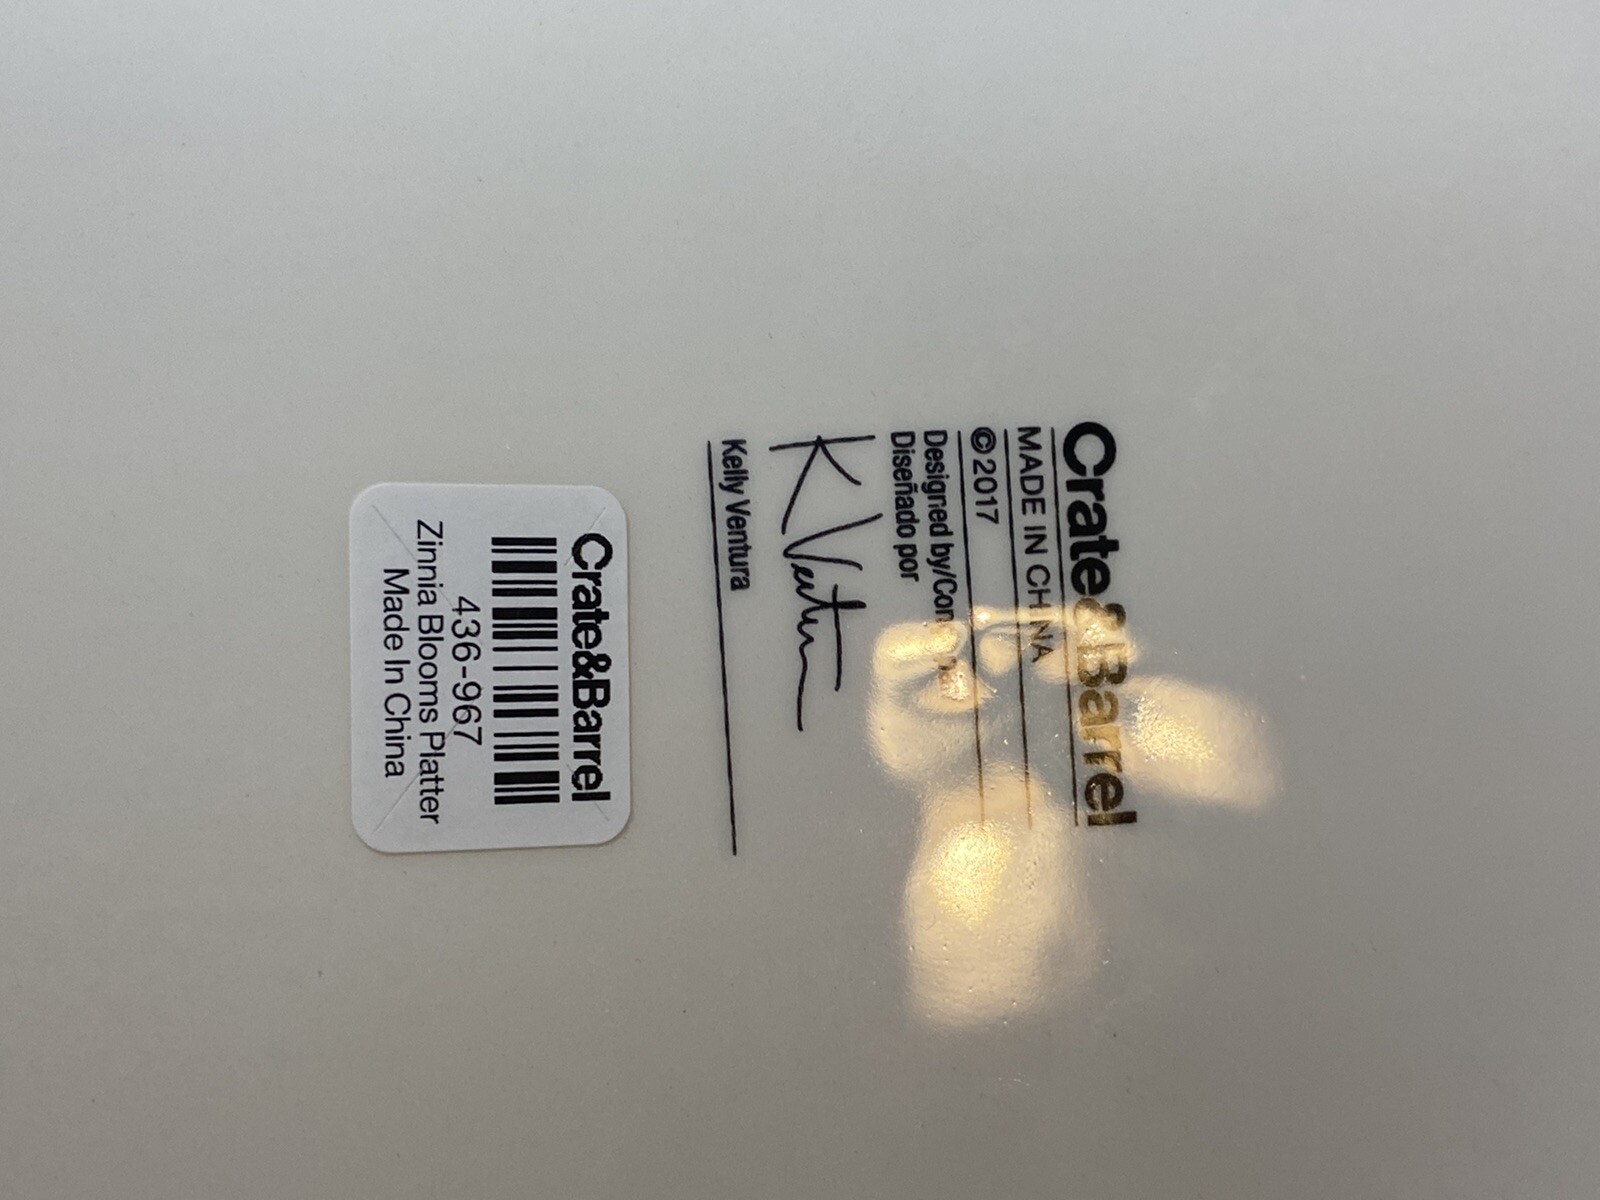 Crate&Barrel
MADE IN CHINA
©2017
Designed by/
Diseñado por
K Ventura
Kelly Ventura
Crate&Barrel
436-967
Zinnia Blooms Platter
Made In China